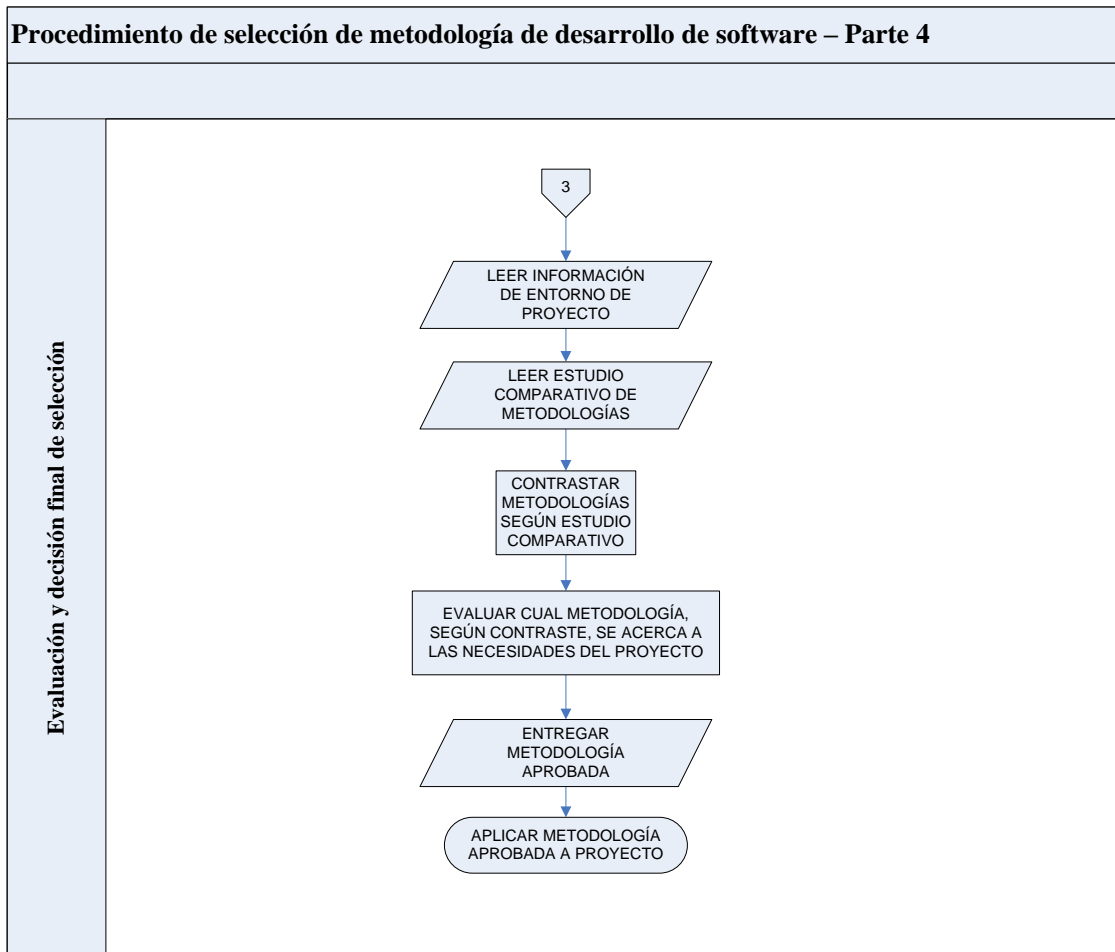 Procedimiento de selección de metodología de desarrollo de software – Parte 4
Evaluación y decisión final de selección
3
LEER INFORMACIÓN
DE ENTORNO DE
PROYECTO
LEER ESTUDIO
COMPARATIVO DE
METODOLOGÍAS
CONTRASTAR
METODOLOGÍAS
SEGÚN ESTUDIO
COMPARATIVO
EVALUAR CUAL METODOLOGÍA,
SEGÚN CONTRASTE, SE ACERCA A
LAS NECESIDADES DEL PROYECTO
ENTREGAR
METODOLOGÍA
APROBADA
APLICAR METODOLOGÍA
APROBADA A PROYECTO